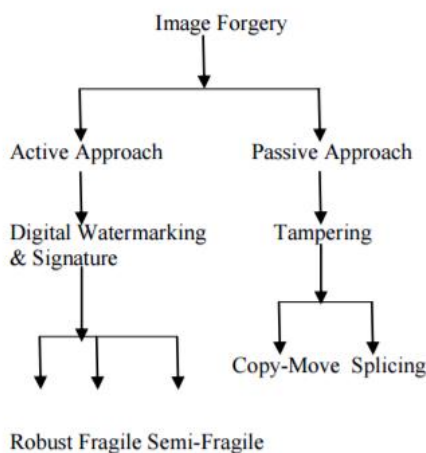 Image Forgery
Active Approach
Passive Approach
Digital Watermarking
& Signature
Tampering
Copy-Move Splicing
Robust Fragile Semi-Fragile